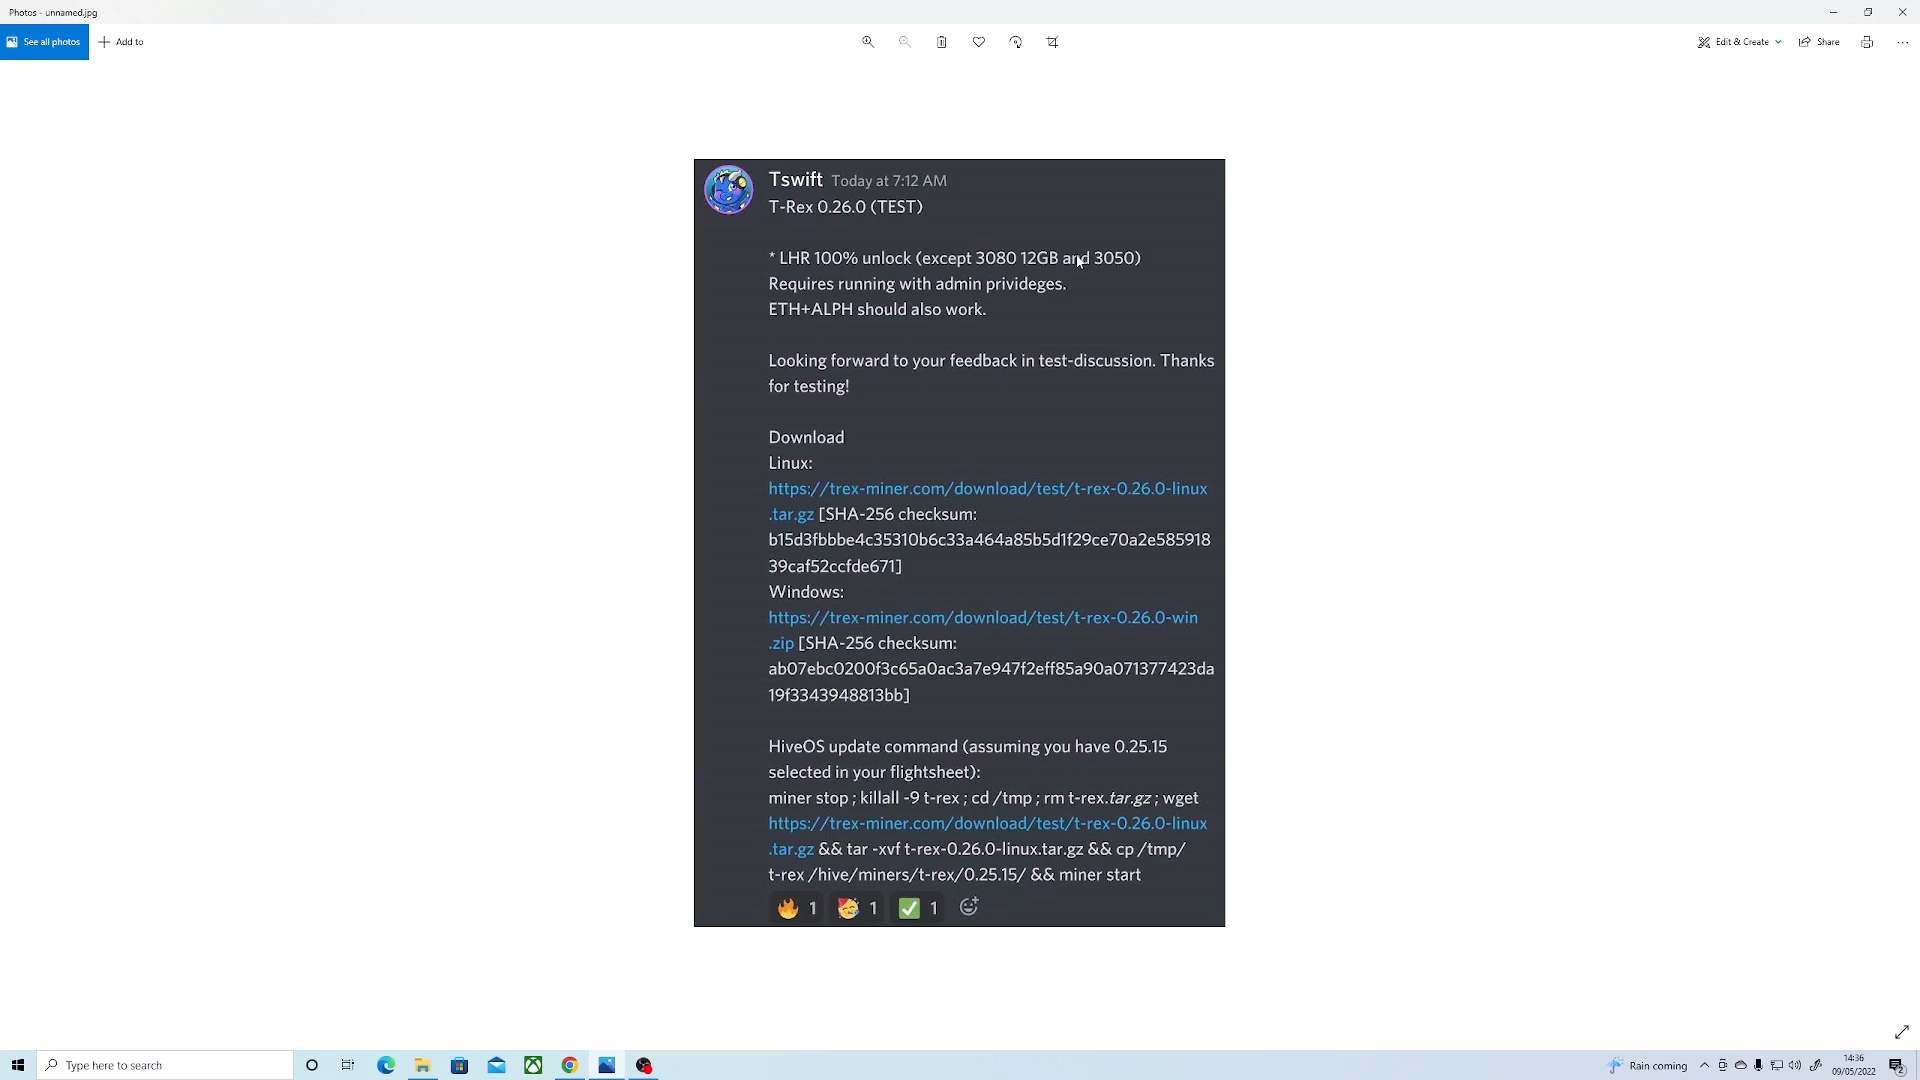 Photos - unnamed.jpg
See all photos
Add to
Edit & Create
Share
Tswift Today at 7:12 AM
T-Rex 0.26.0 (TEST)
* LHR 100% unlock (except 3080 12GB and 3050)
Requires running with admin privideges.
ETH+ALPH should also work.
Looking forward to your feedback in test-discussion. Thanks
for testing!
Download
Linux:
https://trex-miner.com/download/test/t-rex-0.26.0-linux
.tar.gz [SHA-256 checksum:
b15d3fbbbe4c35310b6c33a464a85b5d1f29ce70a2e585918
39caf52ccfde671]
Windows:
https://trex-miner.com/download/test/t-rex-0.26.0-win
.zip [SHA-256 checksum:
ab07ebc0200f3c65a0ac3a7e947f2eff85a90a071377423da
19f3343948813bb]
HiveOS update command (assuming you have 0.25.15
selected in your flightsheet):
miner stop ; killall -9 t-rex ; cd /tmp ; rm t-rex.tar.gz ; wget
https://trex-miner.com/download/test/t-rex-0.26.0-linux
.tar.gz && tar -xvf t-rex-0.26.0-linux.tar.gz && cp /tmp/
t-rex /hive/miners/t-rex/0.25.15/ && miner start
1 1 1
Type here to search
Rain coming
14:36
09/05/2022
2